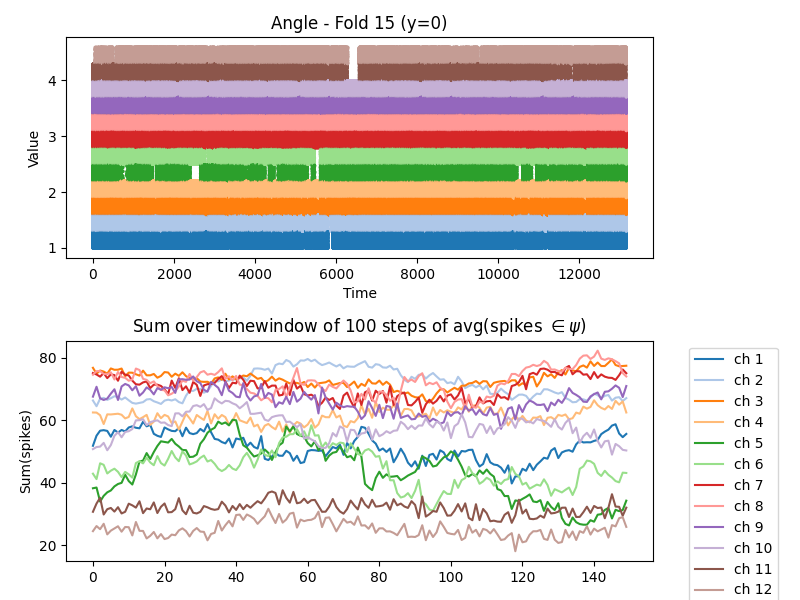 Angle - Fold 15 (y=0)
Value
4
3
2
1
0 2000 4000 6000 8000 10000 12000
Time
Sum over timewindow of 100 steps of avg(spikes ∈ ψ)
Sum(spikes)
80
60
40
20
0 20 40 60 80 100 120 140
ch 1
ch 2
ch 3
ch 4
ch 5
ch 6
ch 7
ch 8
ch 9
ch 10
ch 11
ch 12